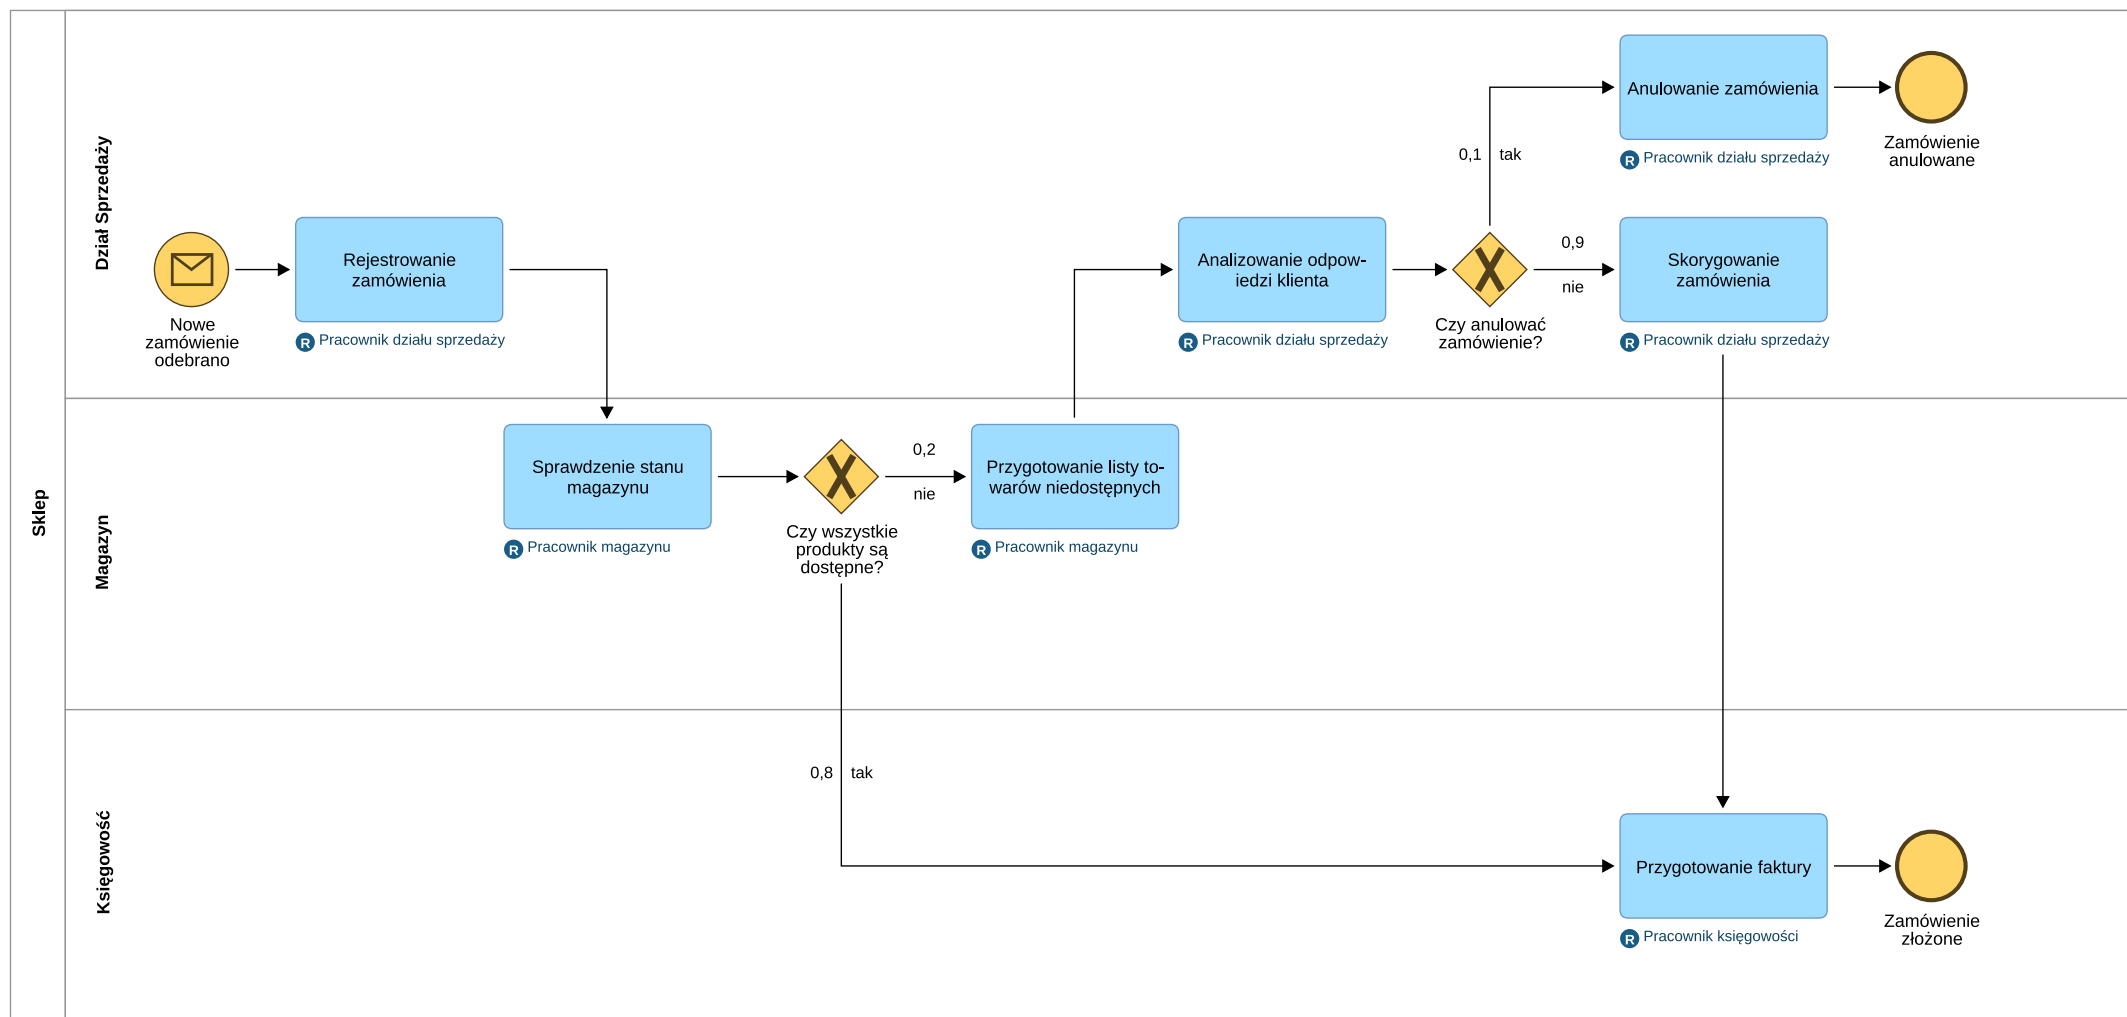 Sklep
Dział Sprzedaży
Nowe
zamówienie
odebrano
Rejestrowanie
zamówienia
R Pracownik działu sprzedaży
Analizowanie odpow-
iedzi klienta
R Pracownik działu sprzedaży
Czy anulować
zamówienie?
0,1 tak
Anulowanie zamówienia
R Pracownik działu sprzedaży
Zamówienie
anulowane
0,9
nie
Skorygowanie
zamówienia
R Pracownik działu sprzedaży
Magazyn
Sprawdzenie stanu
magazynu
R Pracownik magazynu
Czy wszystkie
produkty są
dostępne?
0,2
nie
Przygotowanie listy to-
warów niedostępnych
R Pracownik magazynu
Księgowość
0,8 tak
Przygotowanie faktury
R Pracownik księgowości
Zamówienie
złożone